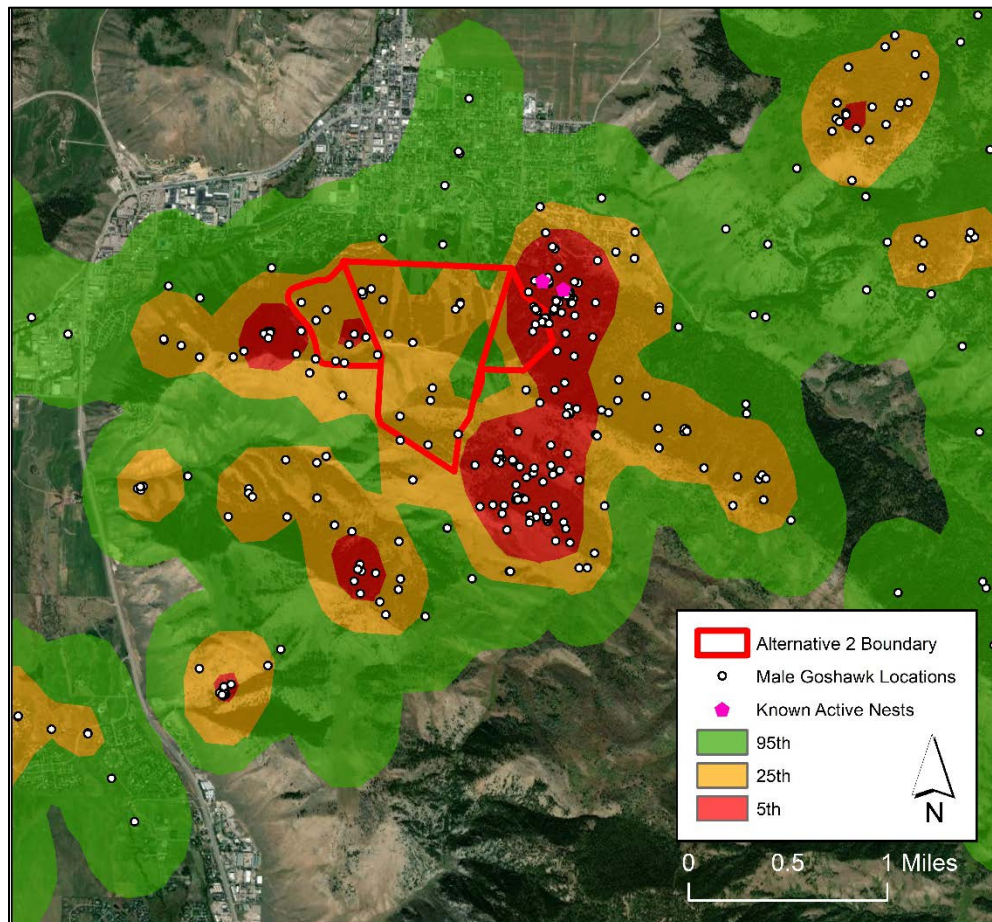 Alternative 2 Boundary
Male Goshawk Locations
Known Active Nests
95th
25th
5th
N
0 0.5 1 Miles